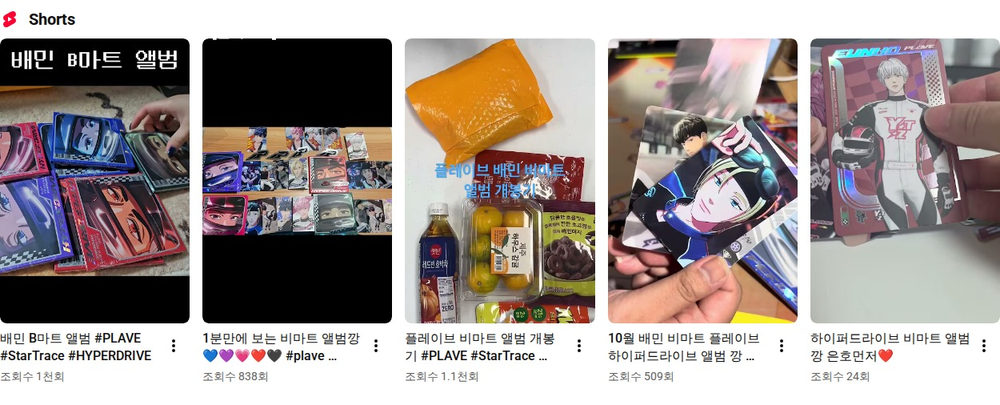 Shorts
배민 B마트 앨범
플레이브 배민 비마트
앨범 개봉기
EUNHO PLAVE
배민 B마트 앨범 #PLAVE
#StarTrace #HYPERDRIVE
조회수 1천회
1분만에 보는 비마트 앨범깡
💙💜💗❤️🖤 #plave ...
조회수 838회
플레이브 비마트 앨범 개봉
기 #PLAVE #StarTrace ...
조회수 1.1천회
10월 배민 비마트 플레이브
하이퍼드라이브 앨범 깡 ...
조회수 509회
하이퍼드라이브 비마트 앨범
깡 은호먼저❤️
조회수 24회